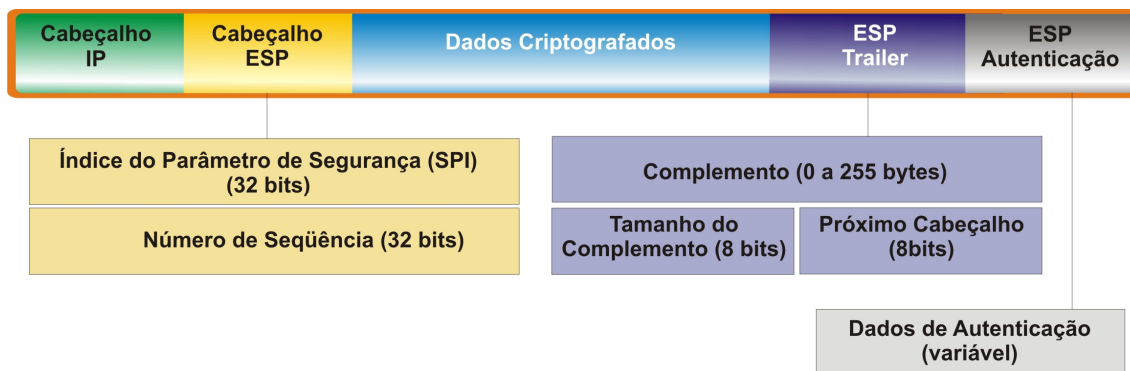 Cabeçalho
IP
Cabeçalho
ESP
Dados Criptografados
ESP
Trailer
ESP
Autenticação
Índice do Parâmetro de Segurança (SPI)
(32 bits)
Número de Seqüência (32 bits)
Complemento (0 a 255 bytes)
Tamanho do
Complemento (8 bits)
Próximo Cabeçalho
(8bits)
Dados de Autenticação
(variável)